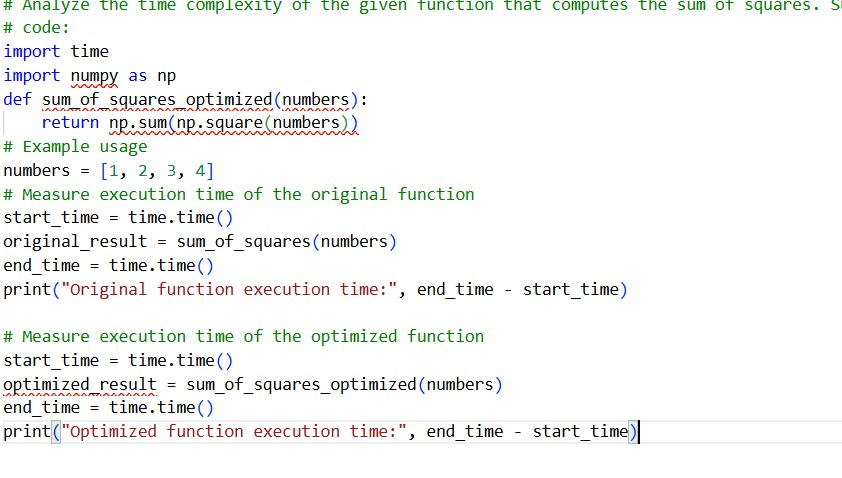 # Analyze the time complexity of the given function that computes the sum of squares.
# code:
import time
import numpy as np
def sum_of_squares_optimized(numbers):
    return np.sum(np.square(numbers))
# Example usage
numbers = [1, 2, 3, 4]
# Measure execution time of the original function
start_time = time.time()
original_result = sum_of_squares(numbers)
end_time = time.time()
print("Original function execution time:", end_time - start_time)

# Measure execution time of the optimized function
start_time = time.time()
optimized_result = sum_of_squares_optimized(numbers)
end_time = time.time()
print("Optimized function execution time:", end_time - start_time)